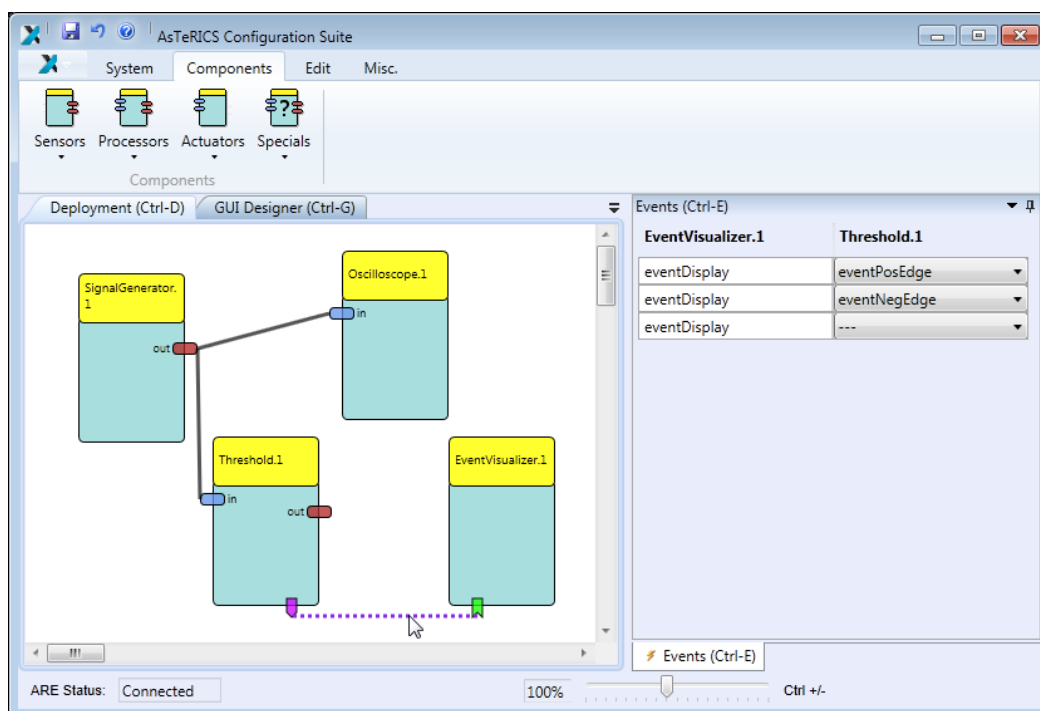 AsTeRICS Configuration Suite
System Components Edit Misc.
?
Sensors Processors Actuators Specials
Components
Deployment (Ctrl-D) GUI Designer (Ctrl-G)
Events (Ctrl-E)
EventVisualizer.1 Threshold.1
eventDisplay eventPosEdge
eventDisplay eventNegEdge
eventDisplay ---
SignalGenerator.
1
out
Oscilloscope.1
in
Threshold.1
in
out
EventVisualizer.1
Events (Ctrl-E)
ARE Status: Connected 100% Ctrl +/-